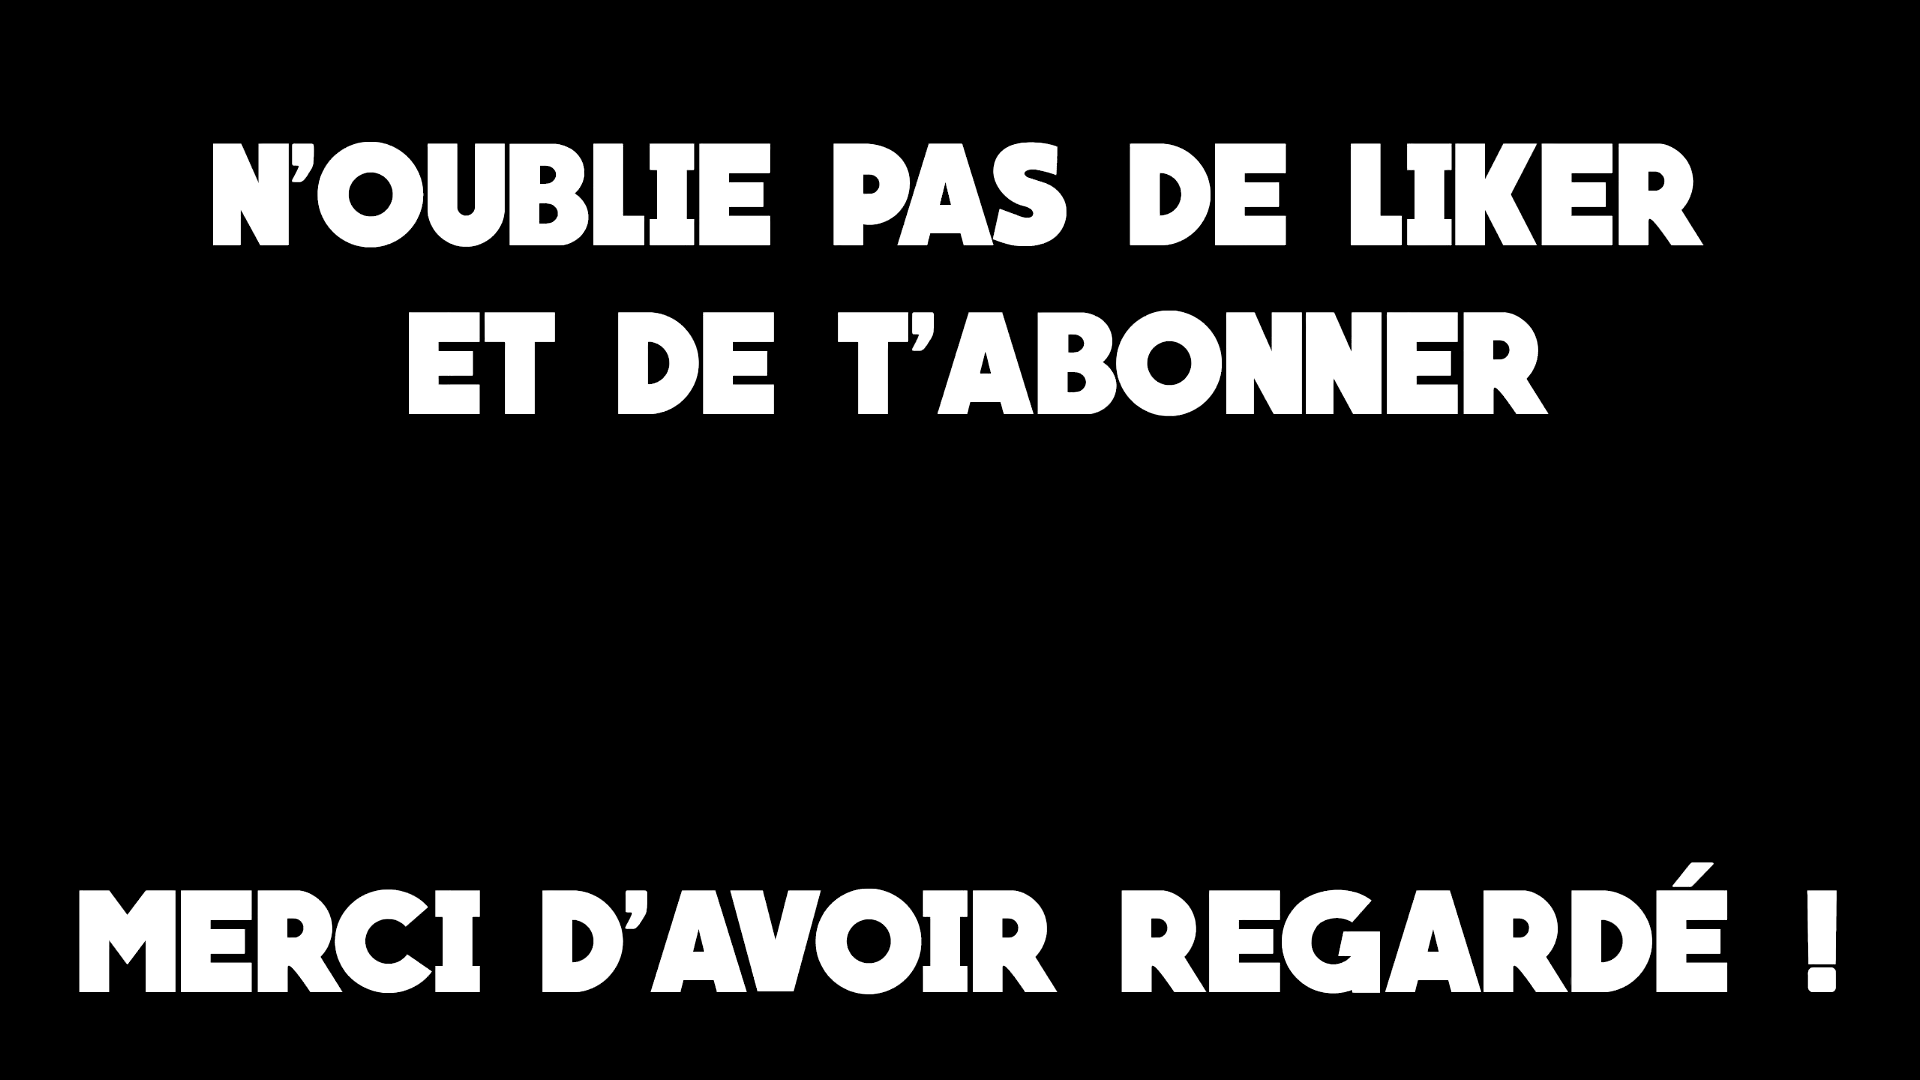 N’OUBLIE PAS DE LIKER
ET DE T’ABONNER
MERCI D’AVOIR REGARDÉ !